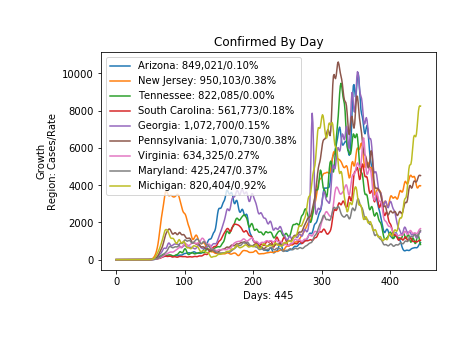 Confirmed By Day
Growth
Region: Cases/Rate
10000
8000
6000
4000
2000
0
Arizona: 849,021/0.10%
New Jersey: 950,103/0.38%
Tennessee: 822,085/0.00%
South Carolina: 561,773/0.18%
Georgia: 1,072,700/0.15%
Pennsylvania: 1,070,730/0.38%
Virginia: 634,325/0.27%
Maryland: 425,247/0.37%
Michigan: 820,404/0.92%
0 100 200 300 400
Days: 445